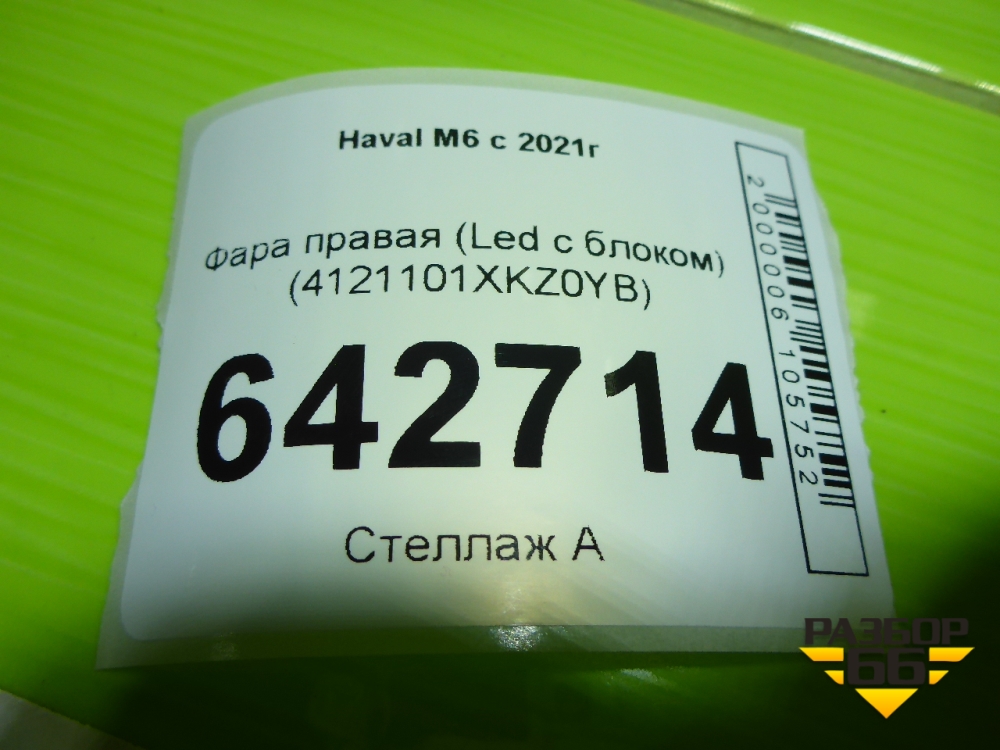 Haval M6 с 2021г
Фара правая (Led с блоком)
(4121101XKZ0YB)
642714
Стеллаж А
2000006105752
РАЗБОР
66